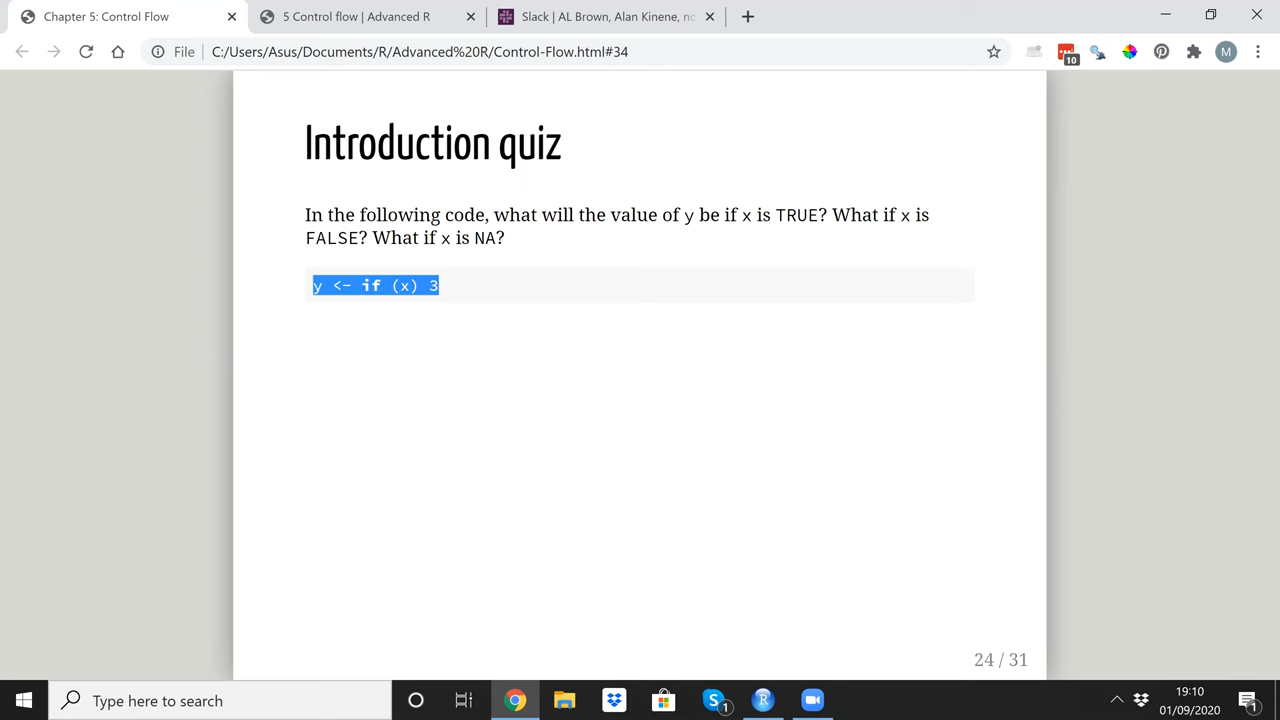 Chapter 5: Control Flow
5 Control flow | Advanced R
Slack | AL Brown, Alan Kinene, nc
File
C:/Users/Asus/Documents/R/Advanced%20R/Control-Flow.html#34
10
M
Introduction quiz
In the following code, what will the value of y be if x is TRUE? What if x is
FALSE? What if x is NA?
y <- if (x) 3
24 / 31
Type here to search
S
1
R
19:10
01/09/2020
1